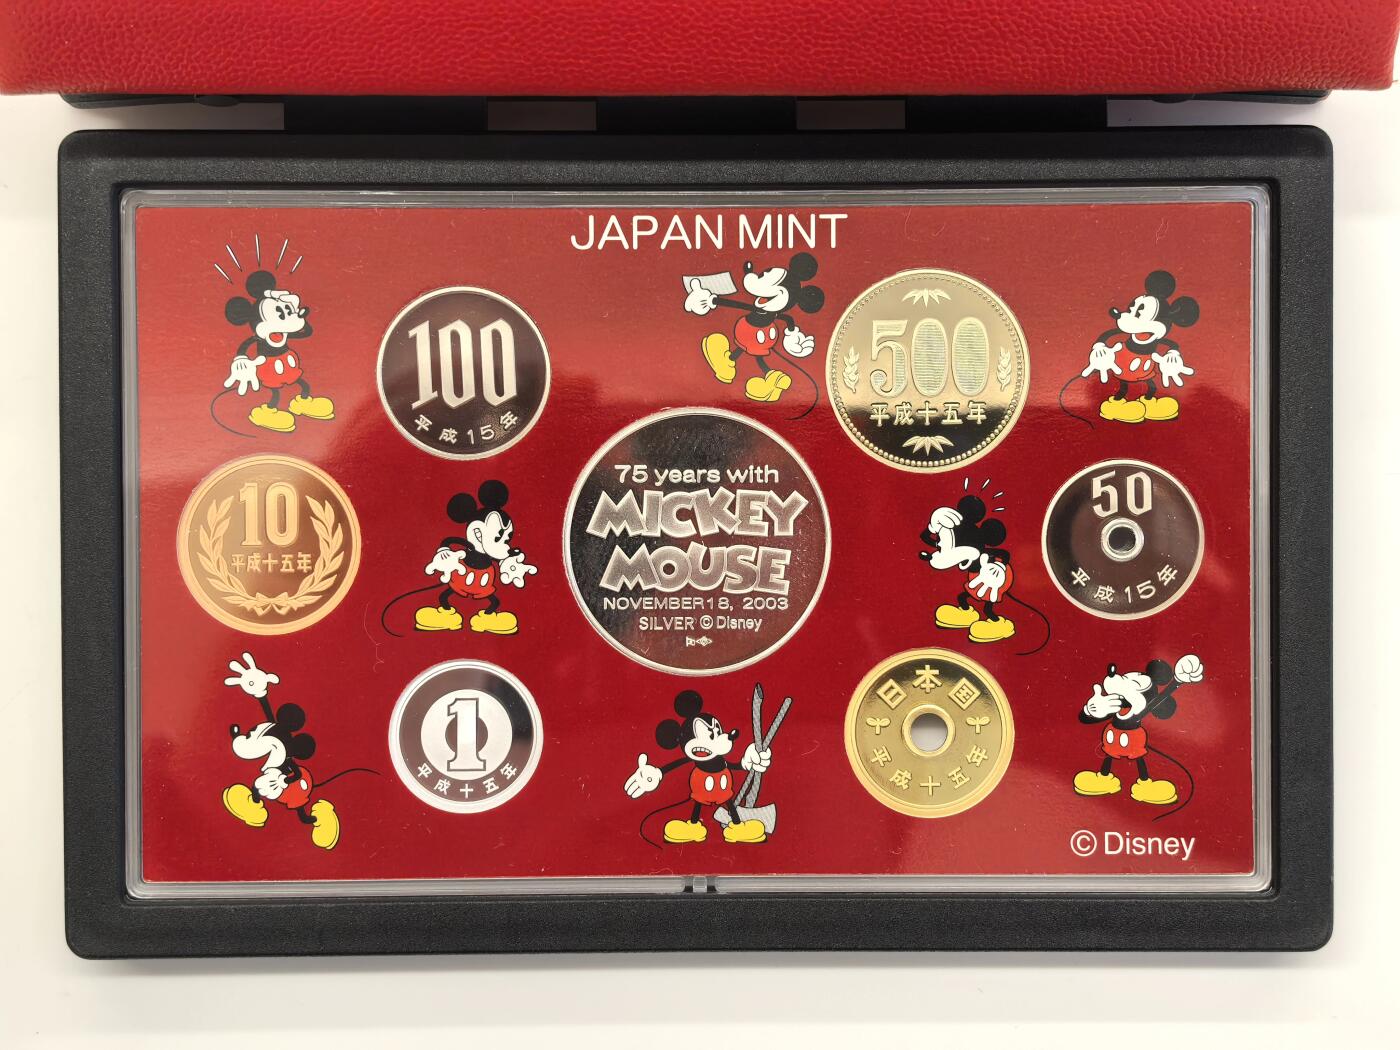 JAPAN MINT
100
平成15年
500
平成十五年
10
平成十五年
75 years with
MICKEY
MOUSE
NOVEMBER 18, 2003
SILVER © Disney
50
平成15年
1
平成十五年
日本国
平成十五年
© Disney